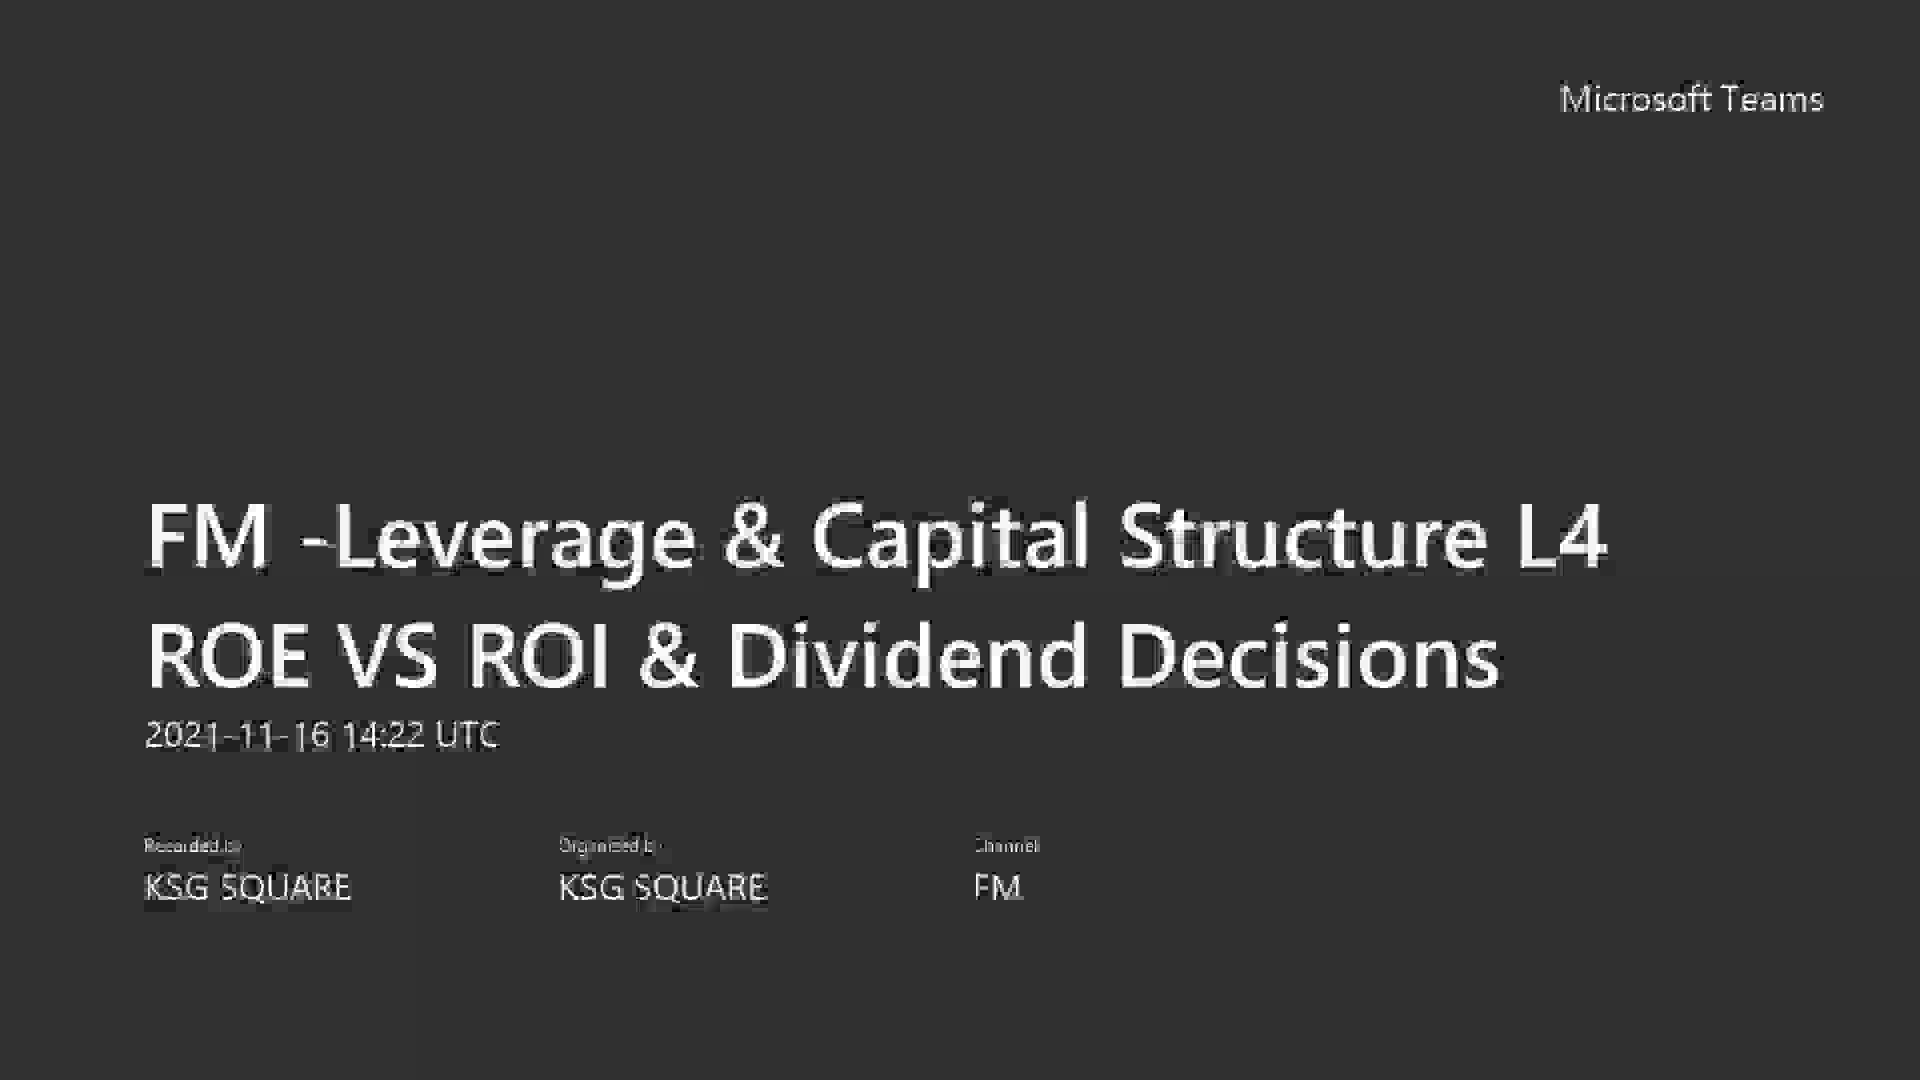 Microsoft Teams
FM -Leverage & Capital Structure L4
ROE VS ROI & Dividend Decisions
2021-11-16 14:22 UTC
Recorded by
Organized by
Channel
KSG SQUARE
KSG SQUARE
FM